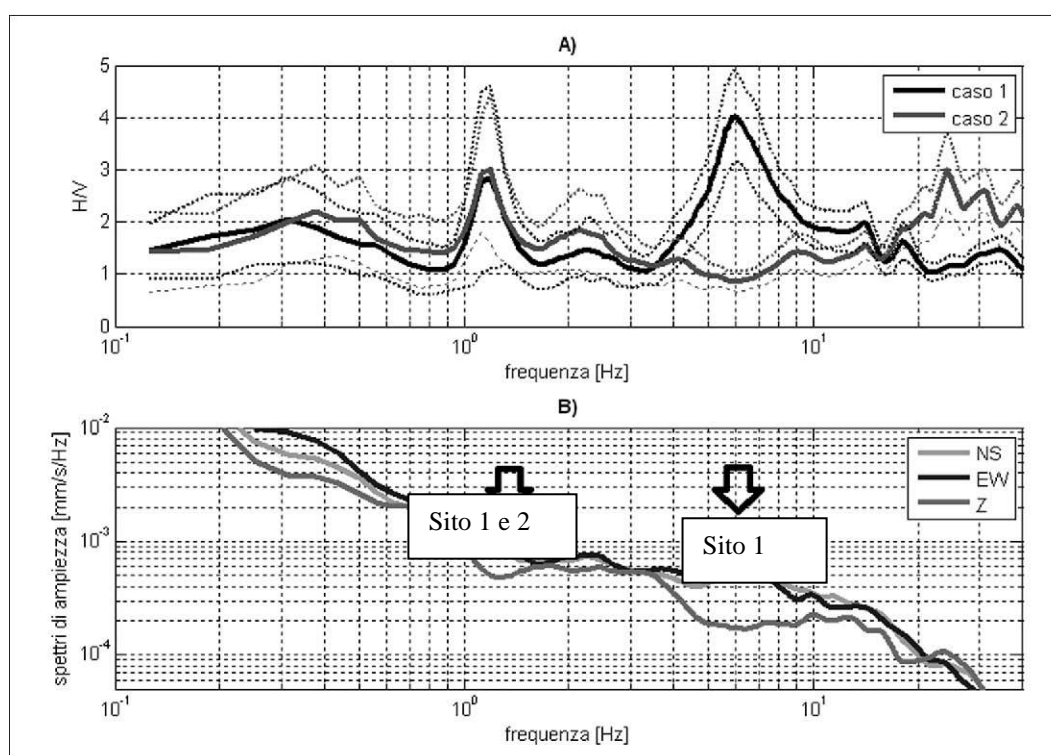 A)
H/V
5
4
3
2
1
0
caso 1
caso 2
10^-1
10^0
10^1
frequenza [Hz]
B)
spettri di ampiezza [mm/s/Hz]
10^-2
10^-3
10^-4
NS
EW
Z
Sito 1 e 2
Sito 1
10^-1
10^0
10^1
frequenza [Hz]